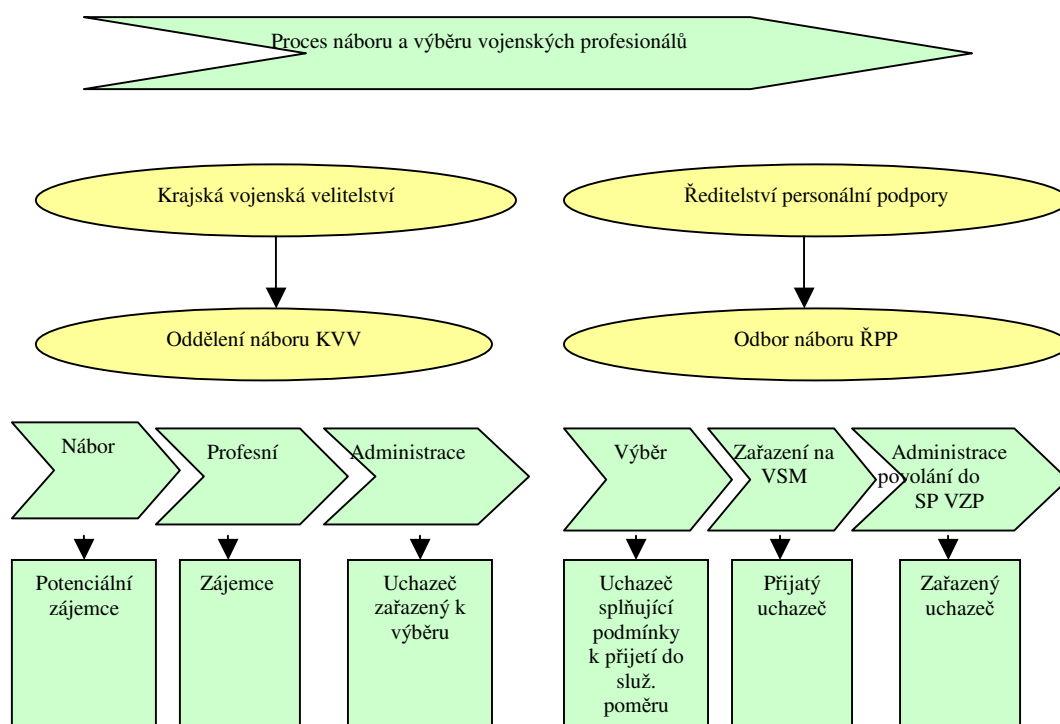 Proces náboru a výběru vojenských profesionálů
Krajská vojenská velitelství
Ředitelství personální podpory
Oddělení náboru KVV
Odbor náboru ŘPP
Nábor
Profesní
Administrace
Výběr
Zařazení na
VSM
Administrace
povolání do
SP VZP
Potenciální
zájemce
Zájemce
Uchazeč
zařazený k
výběru
Uchazeč
splňující
podmínky
k přijetí do
služ.
poměru
Přijatý
uchazeč
Zařazený
uchazeč